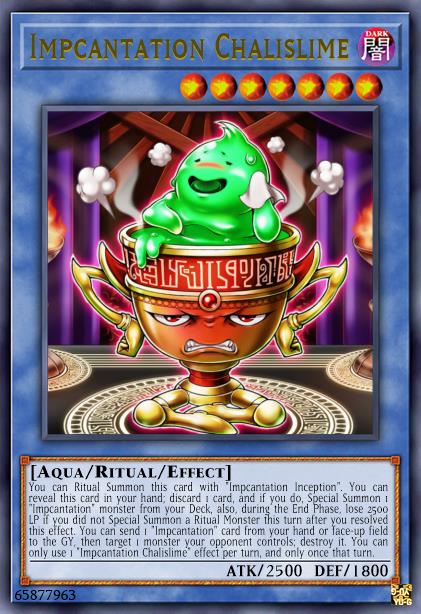 Impcantation Chalislime
DARK
闇
[Aqua/Ritual/Effect]
You can Ritual Summon this card with "Impcantation Inception". You can
reveal this card in your hand; discard 1 card, and if you do, Special Summon 1
"Impcantation" monster from your Deck, also, during the End Phase, lose 2500
LP if you did not Special Summon a Ritual Monster this turn after you resolved
this effect. You can send 1 "Impcantation" card from your hand or face-up field
to the GY, then target 1 monster your opponent controls; destroy it. You can
only use 1 "Impcantation Chalislime" effect per turn, and only once that turn.
ATK/2500 DEF/1800
65877963